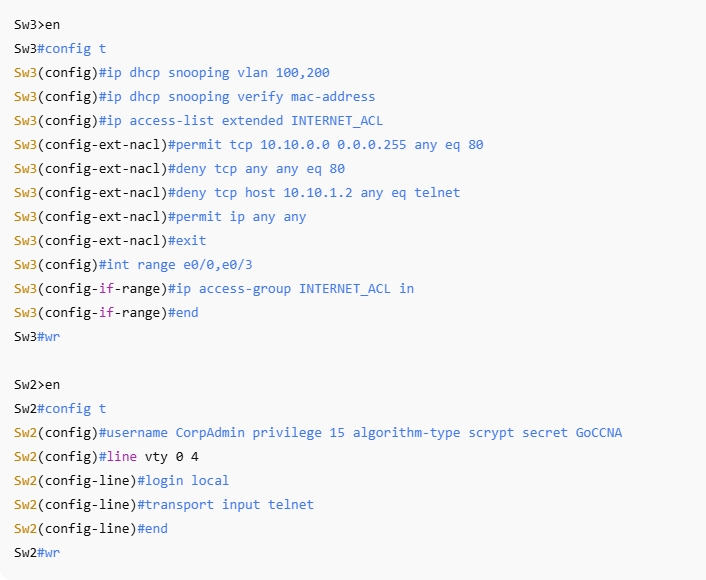 Sw3>en
Sw3#config t
Sw3(config)#ip dhcp snooping vlan 100,200
Sw3(config)#ip dhcp snooping verify mac-address
Sw3(config)#ip access-list extended INTERNET_ACL
Sw3(config-ext-nacl)#permit tcp 10.10.0.0 0.0.0.255 any eq 80
Sw3(config-ext-nacl)#deny tcp any any eq 80
Sw3(config-ext-nacl)#deny tcp host 10.10.1.2 any eq telnet
Sw3(config-ext-nacl)#permit ip any any
Sw3(config-ext-nacl)#exit
Sw3(config)#int range e0/0,e0/3
Sw3(config-if-range)#ip access-group INTERNET_ACL in
Sw3(config-if-range)#end
Sw3#wr
Sw2>en
Sw2#config t
Sw2(config)#username CorpAdmin privilege 15 algorithm-type scrypt secret GoCCNA
Sw2(config)#line vty 0 4
Sw2(config-line)#login local
Sw2(config-line)#transport input telnet
Sw2(config-line)#end
Sw2#wr